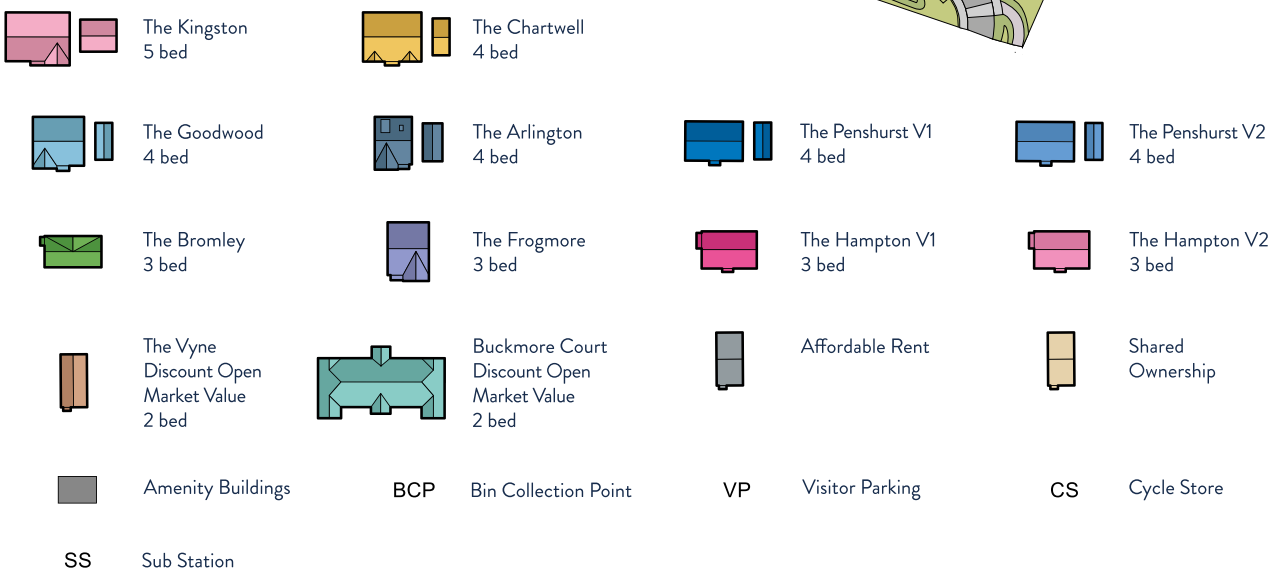 The Kingston
5 bed
The Chartwell
4 bed
The Goodwood
4 bed
The Arlington
4 bed
The Penshurst V1
4 bed
The Penshurst V2
4 bed
The Bromley
3 bed
The Frogmore
3 bed
The Hampton V1
3 bed
The Hampton V2
3 bed
The Vyne
Discount Open
Market Value
2 bed
Buckmore Court
Discount Open
Market Value
2 bed
Affordable Rent
Shared
Ownership
Amenity Buildings
BCP Bin Collection Point
VP Visitor Parking
CS Cycle Store
SS Sub Station